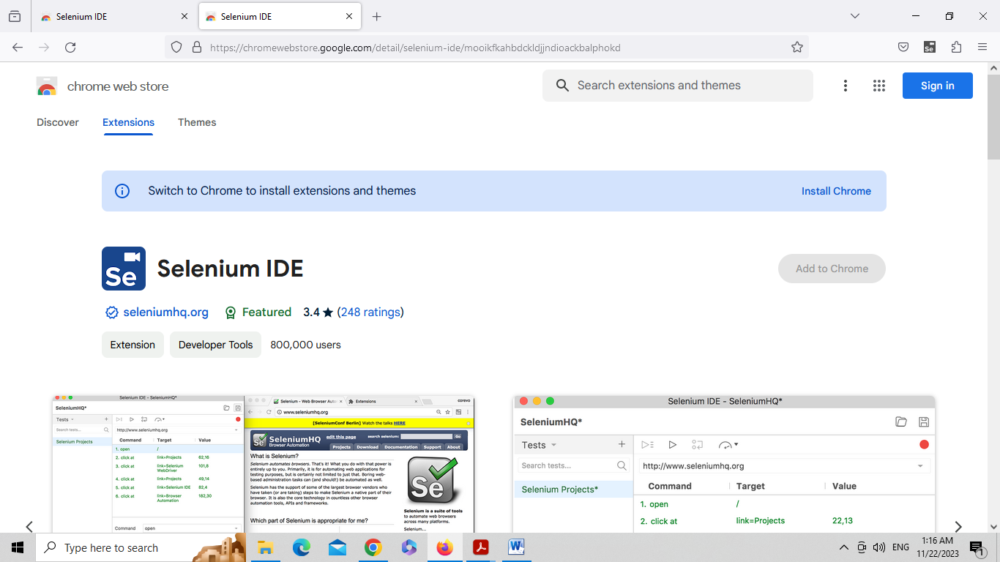 Selenium IDE
Selenium IDE
https://chromewebstore.google.com/detail/selenium-ide/mooikfkahbdckldjjndioackbalphokd
Se
chrome web store
Search extensions and themes
Sign in
Discover
Extensions
Themes
Switch to Chrome to install extensions and themes
Install Chrome
Se
Selenium IDE
Add to Chrome
seleniumhq.org
Featured
3.4 ★ (248 ratings)
Extension
Developer Tools
800,000 users
Selenium IDE - SeleniumHQ*
SeleniumHQ*
Tests
Search tests...
Selenium Projects
http://www.seleniumhq.org
Command Target Value
1. open /
2. click at link=Projects 62,16
3. click at link=Selenium WebDriver 101,8
4. click at link=Projects 49,14
5. click at link=Selenium IDE 82,4
6. click at link=Browser Automation 182,30
Command open
Selenium - Web Browser Auto
Extensions
corevo
www.seleniumhq.org
[SeleniumConf Berlin] Watch the talks HERE
SeleniumHQ
Browser Automation
edit this page
search selenium:
Go
Projects Download Documentation Support About
What is Selenium?
Selenium automates browsers. That's it! What you do with that power is
entirely up to you. Primarily, it is for automating web applications for
testing purposes, but is certainly not limited to just that. Boring web-
based administration tasks can (and should!) be automated as well.
Selenium has the support of some of the largest browser vendors who
have taken (or are taking) steps to make Selenium a native part of their
browser. It is also the core technology in countless other browser
automation tools, APIs and frameworks.
Which part of Selenium is appropriate for me?
Se
Selenium is a suite of tools
to automate web browsers
across many platforms.
Selenium...
Selenium IDE - SeleniumHQ*
SeleniumHQ*
Tests
Search tests...
Selenium Projects*
http://www.seleniumhq.org
Command Target Value
1. open /
2. click at link=Projects 22,13
Type here to search
ENG
1:16 AM
11/22/2023
1